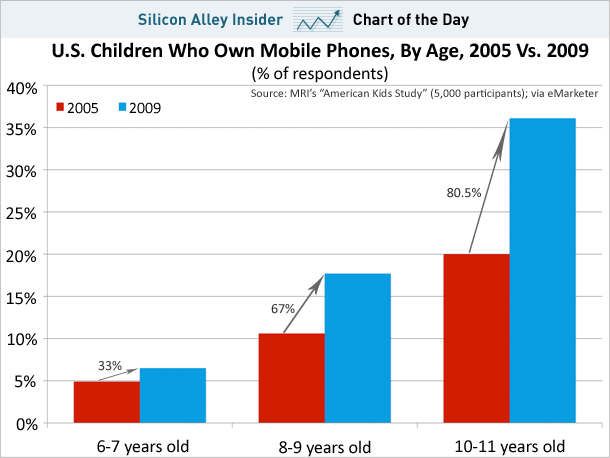 Silicon Alley Insider Chart of the Day
U.S. Children Who Own Mobile Phones, By Age, 2005 Vs. 2009
(% of respondents)
Source: MRI's "American Kids Study" (5,000 participants); via eMarketer
2005 2009
40%
35%
30%
25%
20%
15%
10%
5%
0%
33%
67%
80.5%
6-7 years old 8-9 years old 10-11 years old